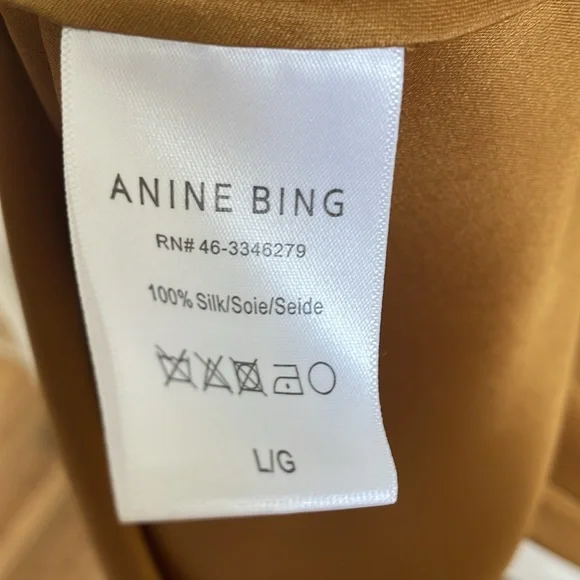 ANINE BING
RN# 46-3346279
100% Silk/Soie/Seide
L/G